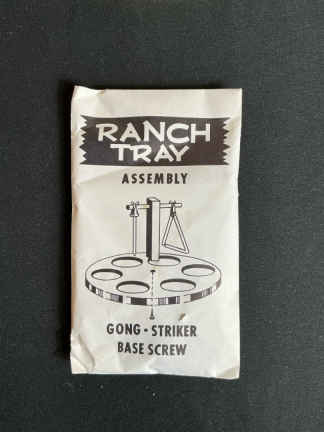 RANCH
TRAY
ASSEMBLY
GONG · STRIKER
BASE SCREW